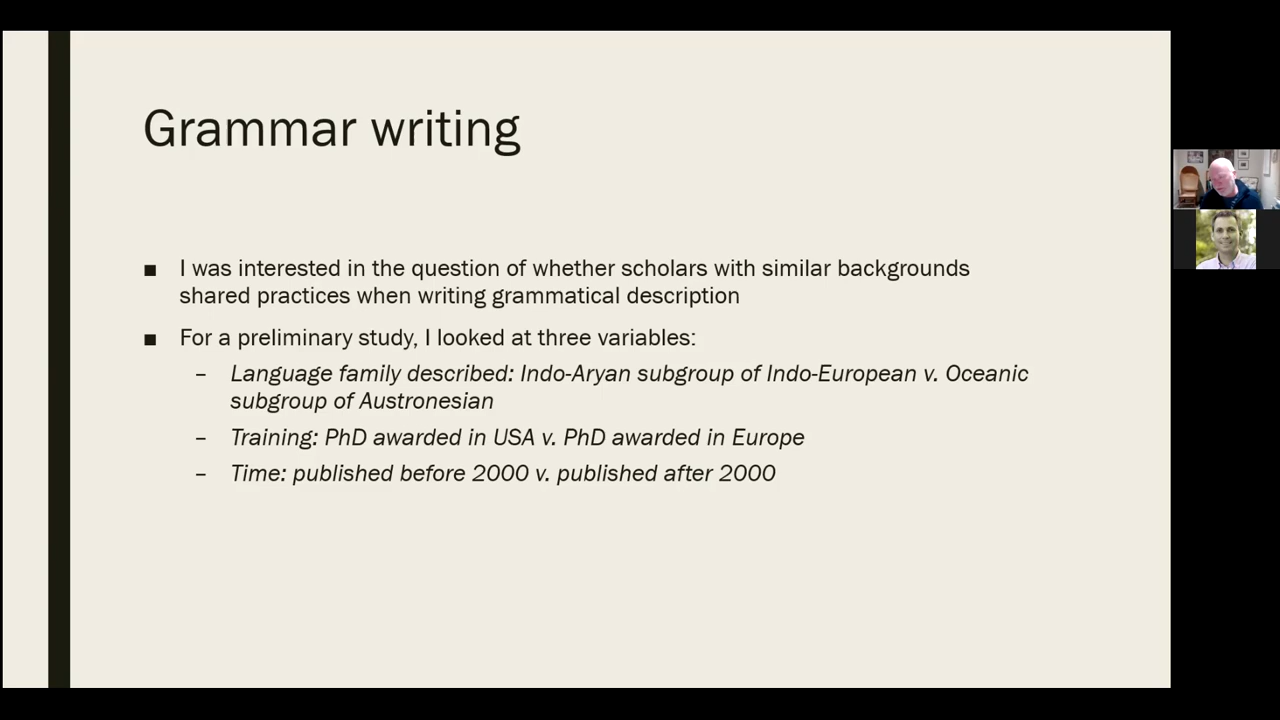 Grammar writing
■ I was interested in the question of whether scholars with similar backgrounds
shared practices when writing grammatical description
■ For a preliminary study, I looked at three variables:
– Language family described: Indo-Aryan subgroup of Indo-European v. Oceanic
subgroup of Austronesian
– Training: PhD awarded in USA v. PhD awarded in Europe
– Time: published before 2000 v. published after 2000